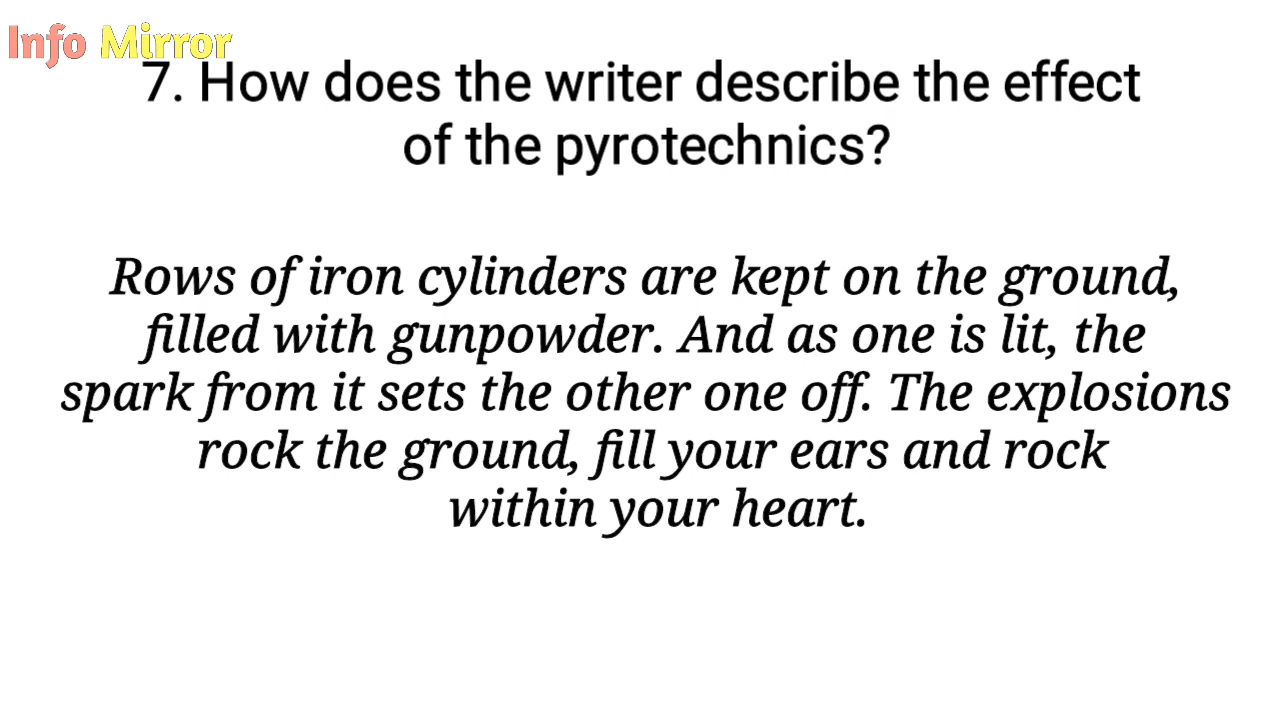 Info Mirror
7. How does the writer describe the effect
of the pyrotechnics?
Rows of iron cylinders are kept on the ground,
filled with gunpowder. And as one is lit, the
spark from it sets the other one off. The explosions
rock the ground, fill your ears and rock
within your heart.